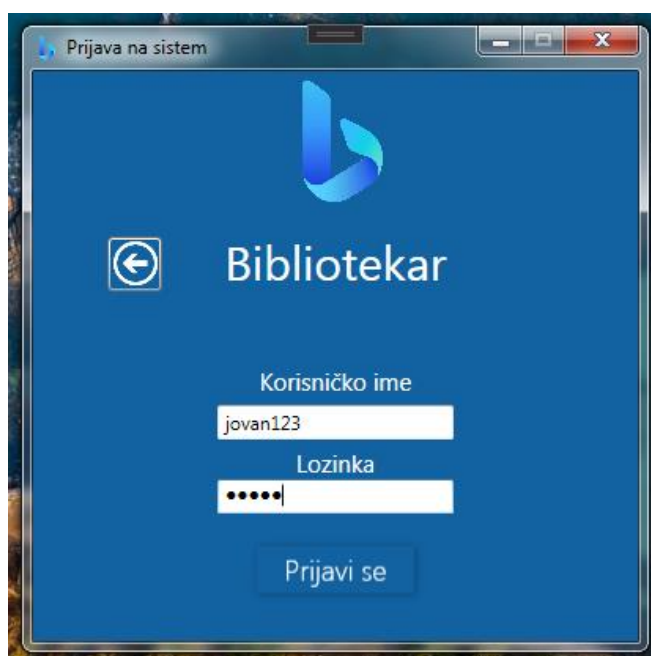 Prijava na sistem
Bibliotekar
Korisničko ime
jovan123
Lozinka
●●●●●
Prijavi se